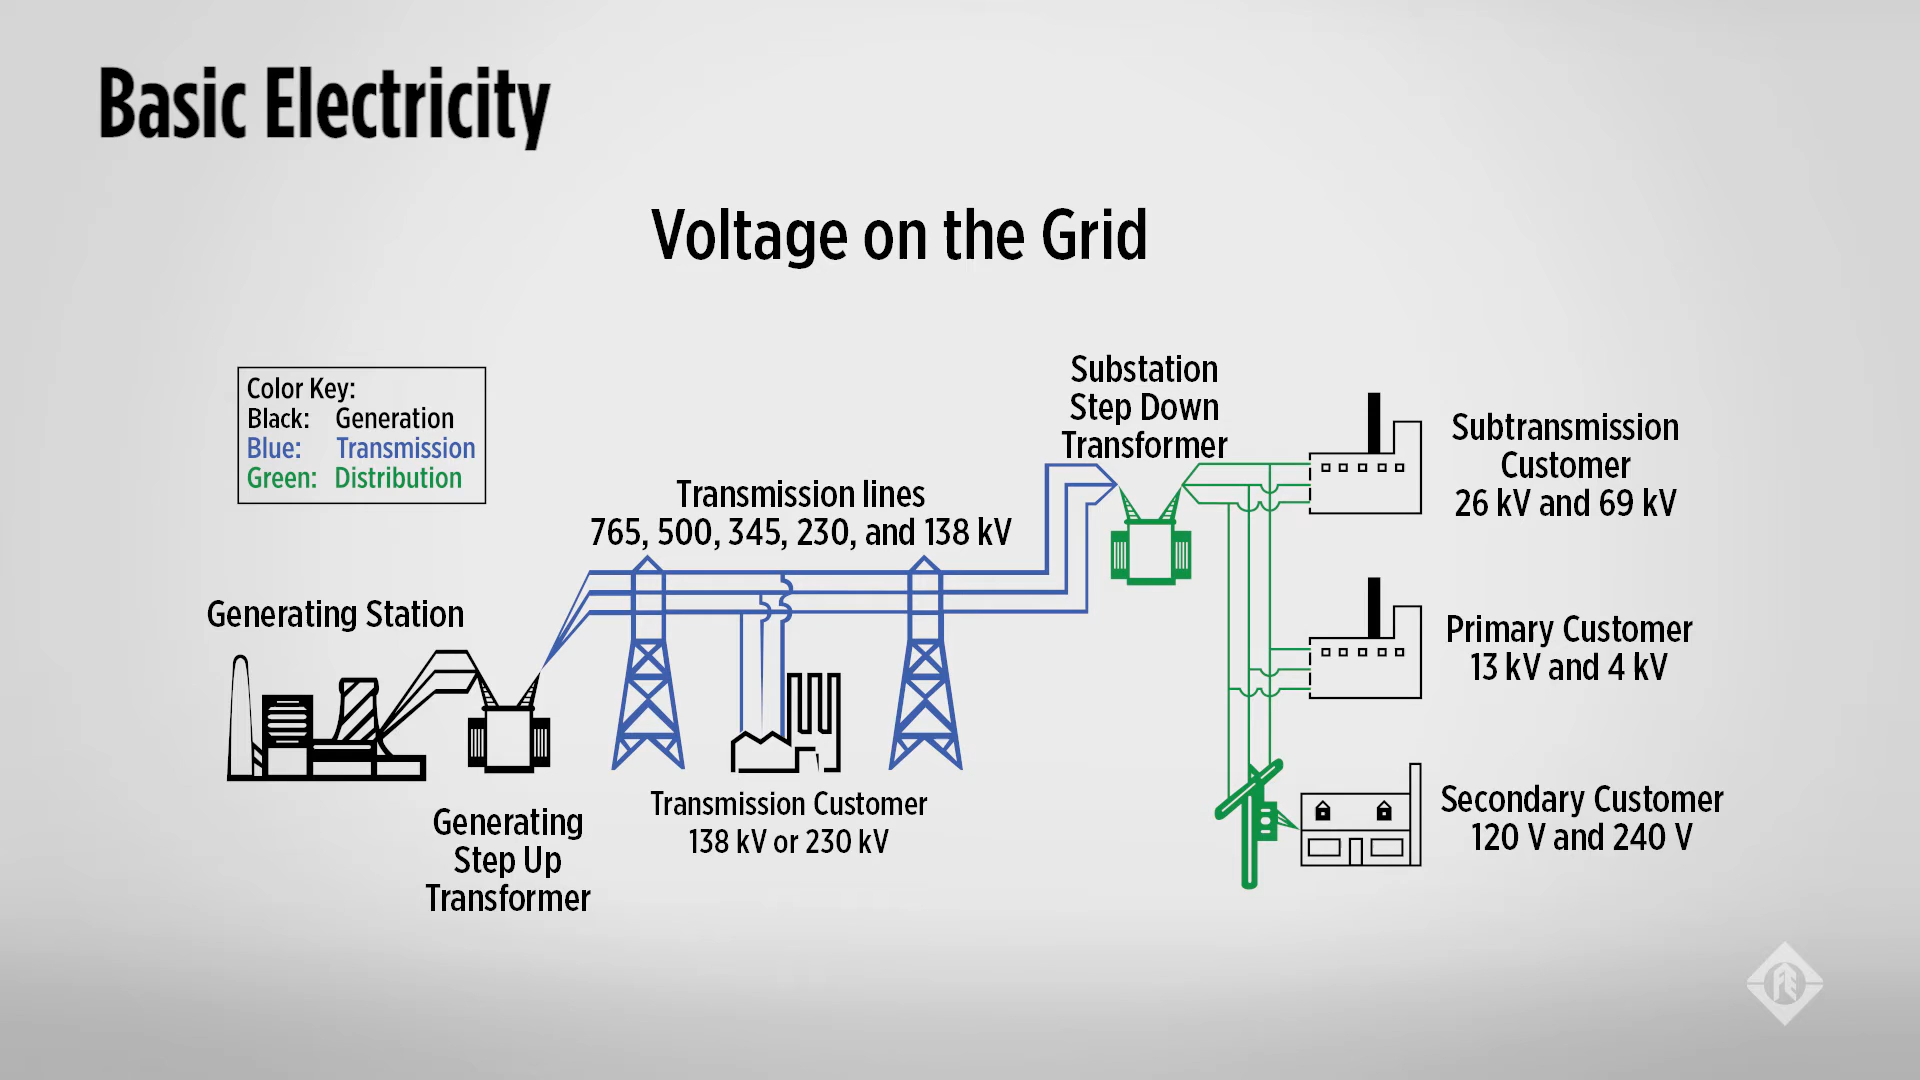 Basic Electricity
Voltage on the Grid
Color Key:
Black: Generation
Blue: Transmission
Green: Distribution
Generating Station
Generating
Step Up
Transformer
Transmission lines
765, 500, 345, 230, and 138 kV
Transmission Customer
138 kV or 230 kV
Substation
Step Down
Transformer
Subtransmission
Customer
26 kV and 69 kV
Primary Customer
13 kV and 4 kV
Secondary Customer
120 V and 240 V
FE